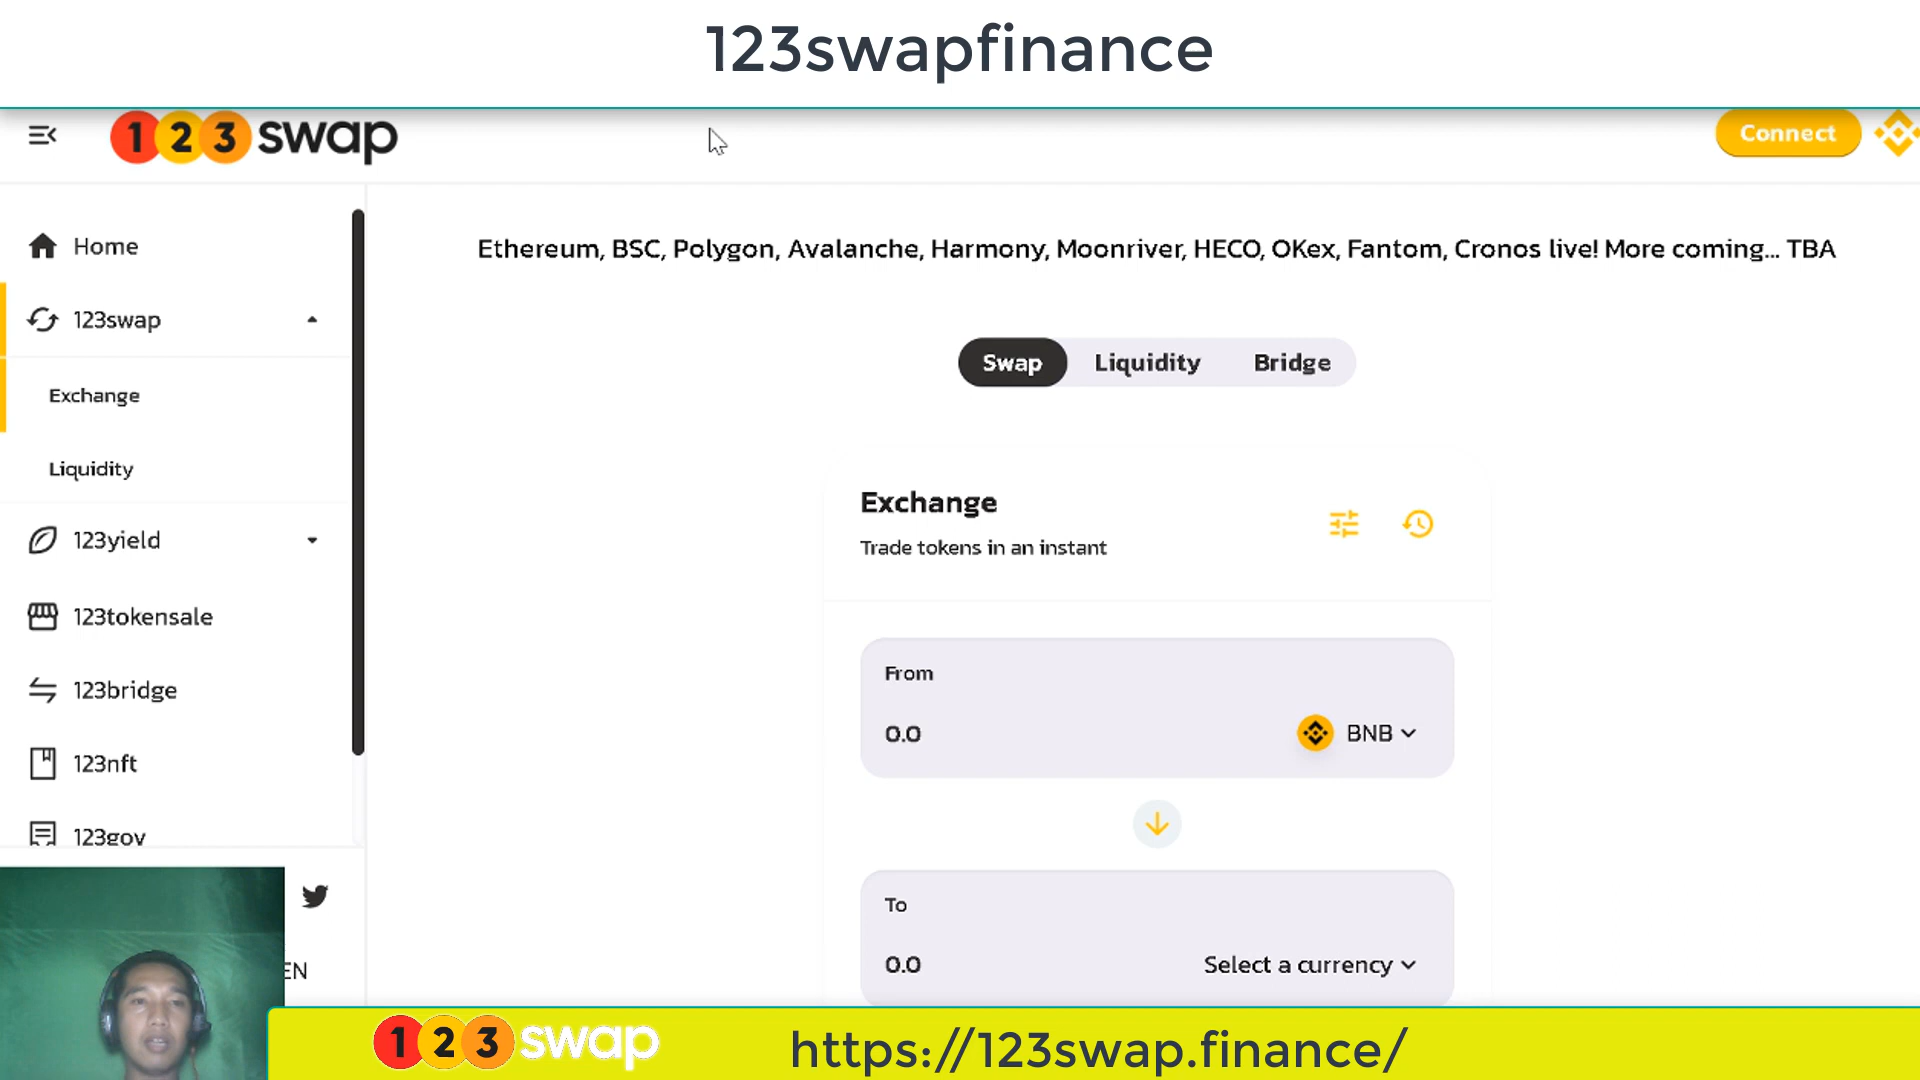 123swapfinance
123swap
Connect
Home
Ethereum, BSC, Polygon, Avalanche, Harmony, Moonriver, HECO, OKex, Fantom, Cronos live! More coming... TBA
123swap
Swap Liquidity Bridge
Exchange
Liquidity
Exchange
Trade tokens in an instant
123yield
123tokensale
From
123bridge
0.0 BNB
123nft
123gov
To
0.0 Select a currency
EN
123swap https://123swap.finance/